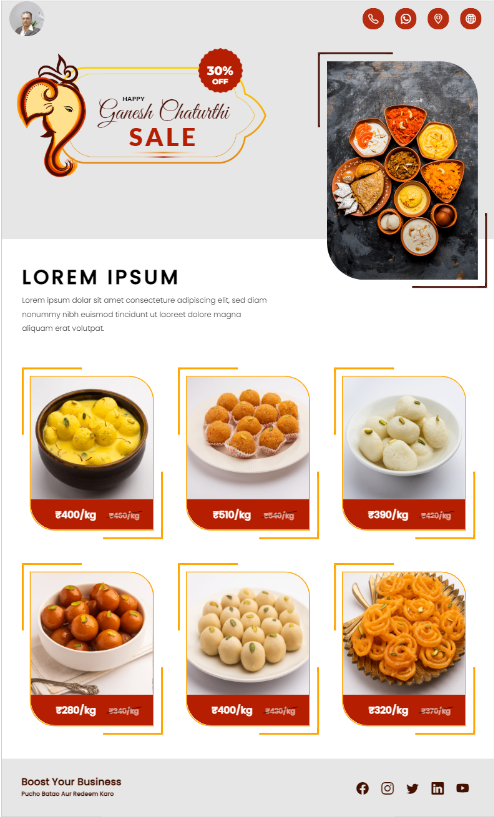 30%
OFF
HAPPY
Ganesh Chaturthi
SALE
LOREM IPSUM
Lorem ipsum dolor sit amet consecteture adipiscing elit, sed diam
nonummy nibh euismod tincidunt ut laoreet dolore magna
aliquam erat volutpat.
₹400/kg ₹450/kg
₹510/kg ₹540/kg
₹390/kg ₹420/kg
₹280/kg ₹340/kg
₹400/kg ₹430/kg
₹320/kg ₹370/kg
Boost Your Business
Pucho Batao Aur Redeem Karo